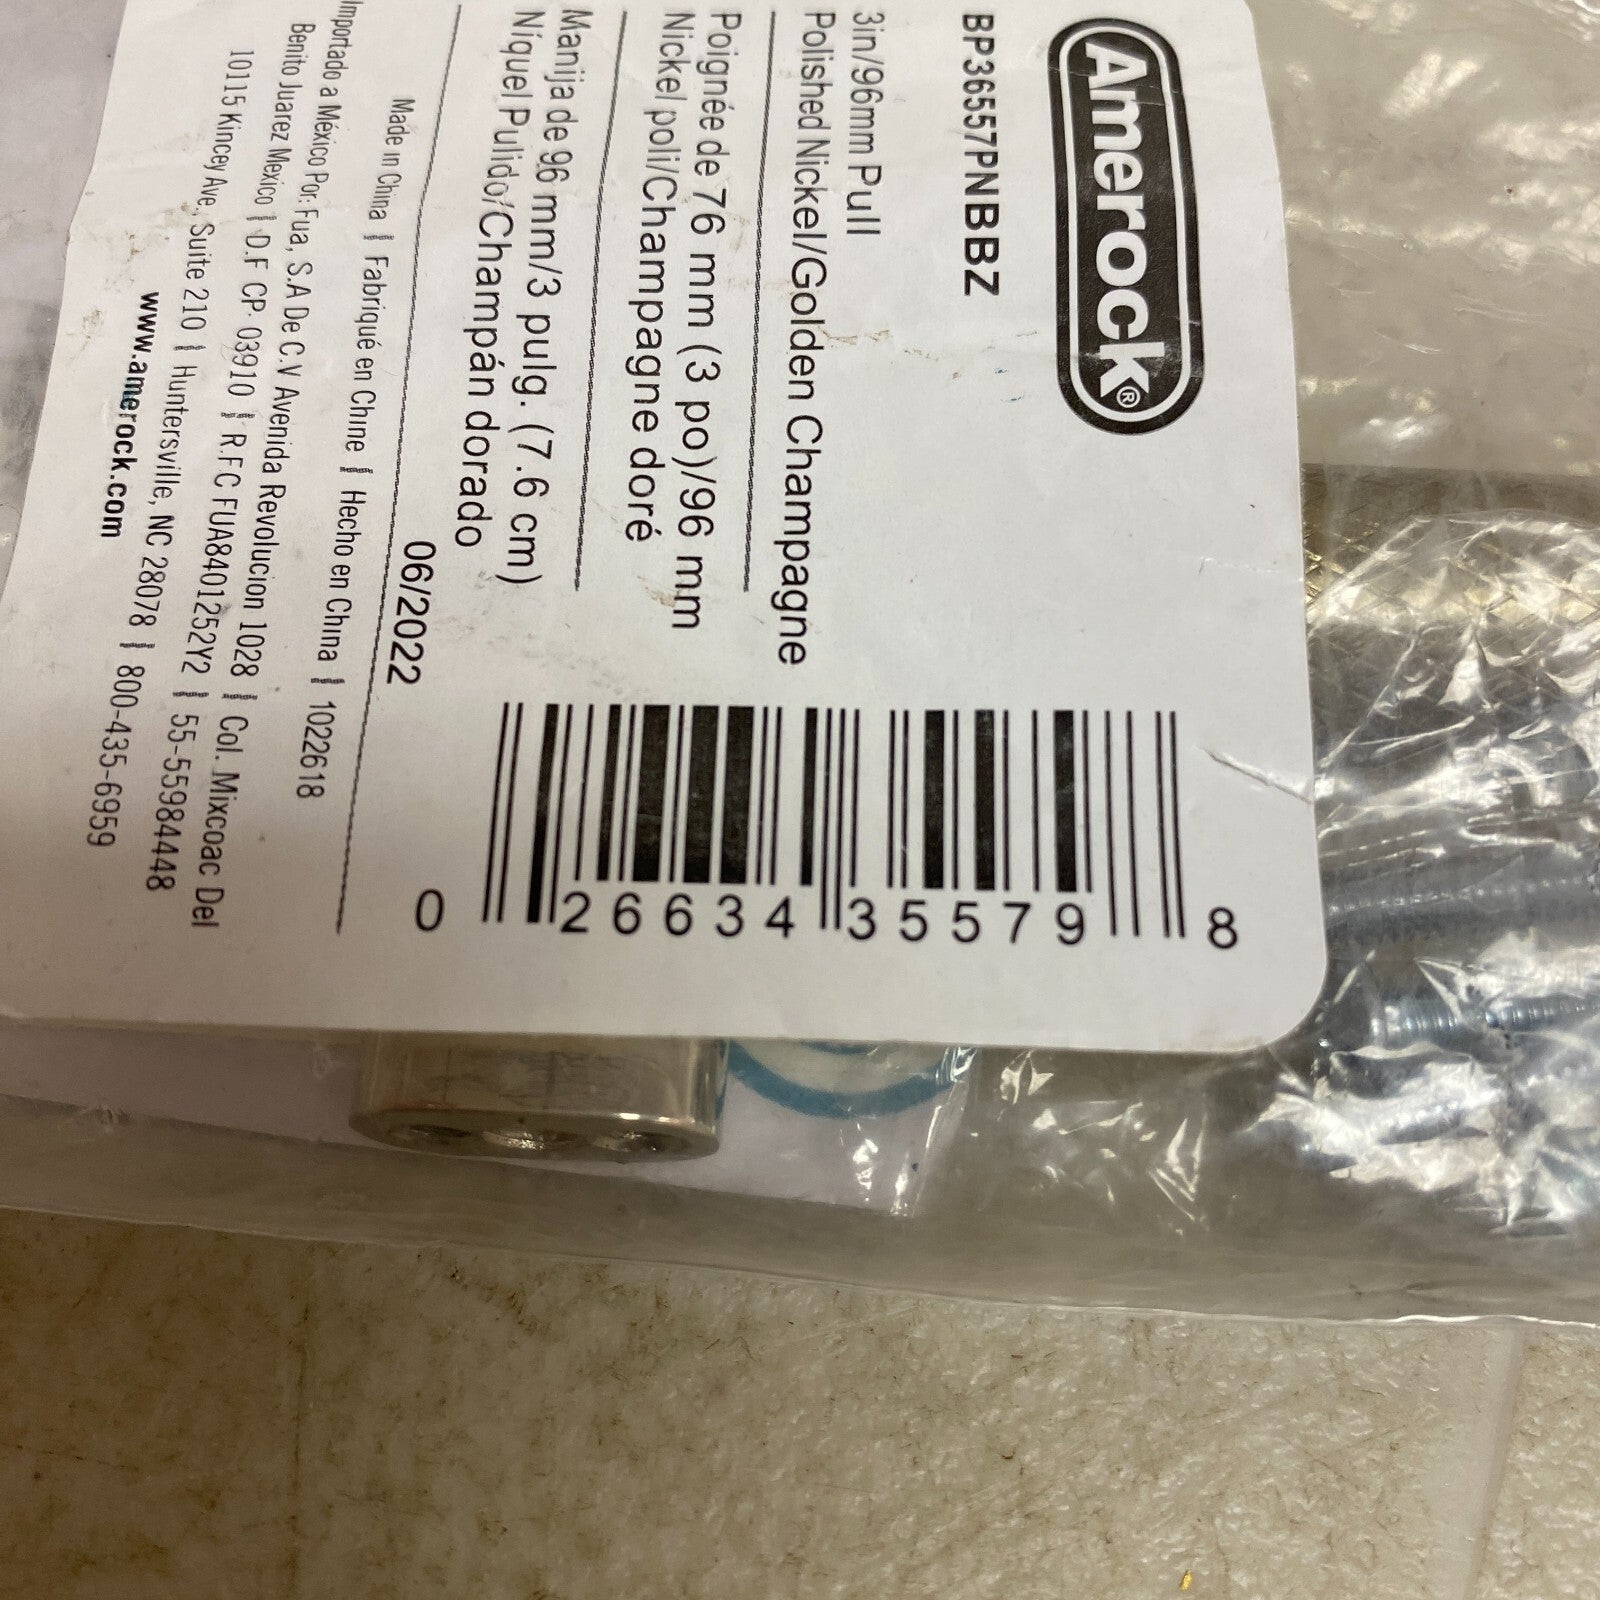 Amerock®
BP36557PNBBZ
3in/96mm Pull
Polished Nickel/Golden Champagne
Poignée de 76 mm (3 po)/96 mm
Nickel poli/Champagne doré
Manija de 96 mm/3 pulg. (7.6 cm)
Níquel Pulido/Champán dorado
06/2022
Made in China | Fabriqué en Chine | Hecho en China | 1022618
Importado a México Por: Fua, S.A De C.V Avenida Revolucion 1028 | Col. Mixcoac Del
Benito Juarez Mexico | D.F CP. 03910 | R.FC FUA8401252Y2 | 55-55984448
10115 Kincey Ave., Suite 210 | Huntersville, NC 28078 | 800-435-6959
www.amerock.com
0 26634 35579 8